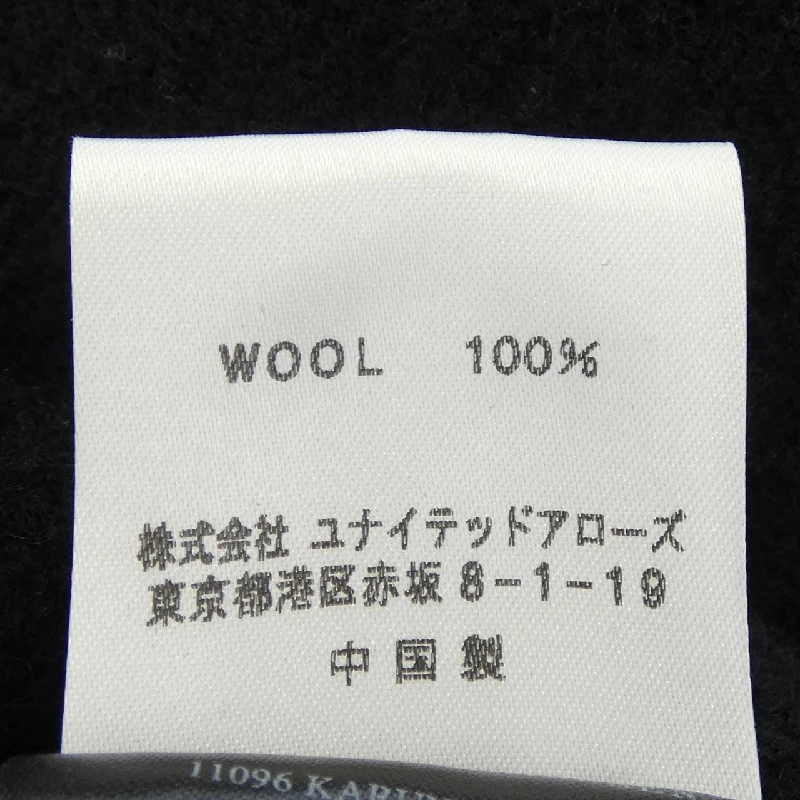 WOOL 100%
株式会社 ユナイテッドアローズ
東京都港区赤坂8-1-19
中国製
11096